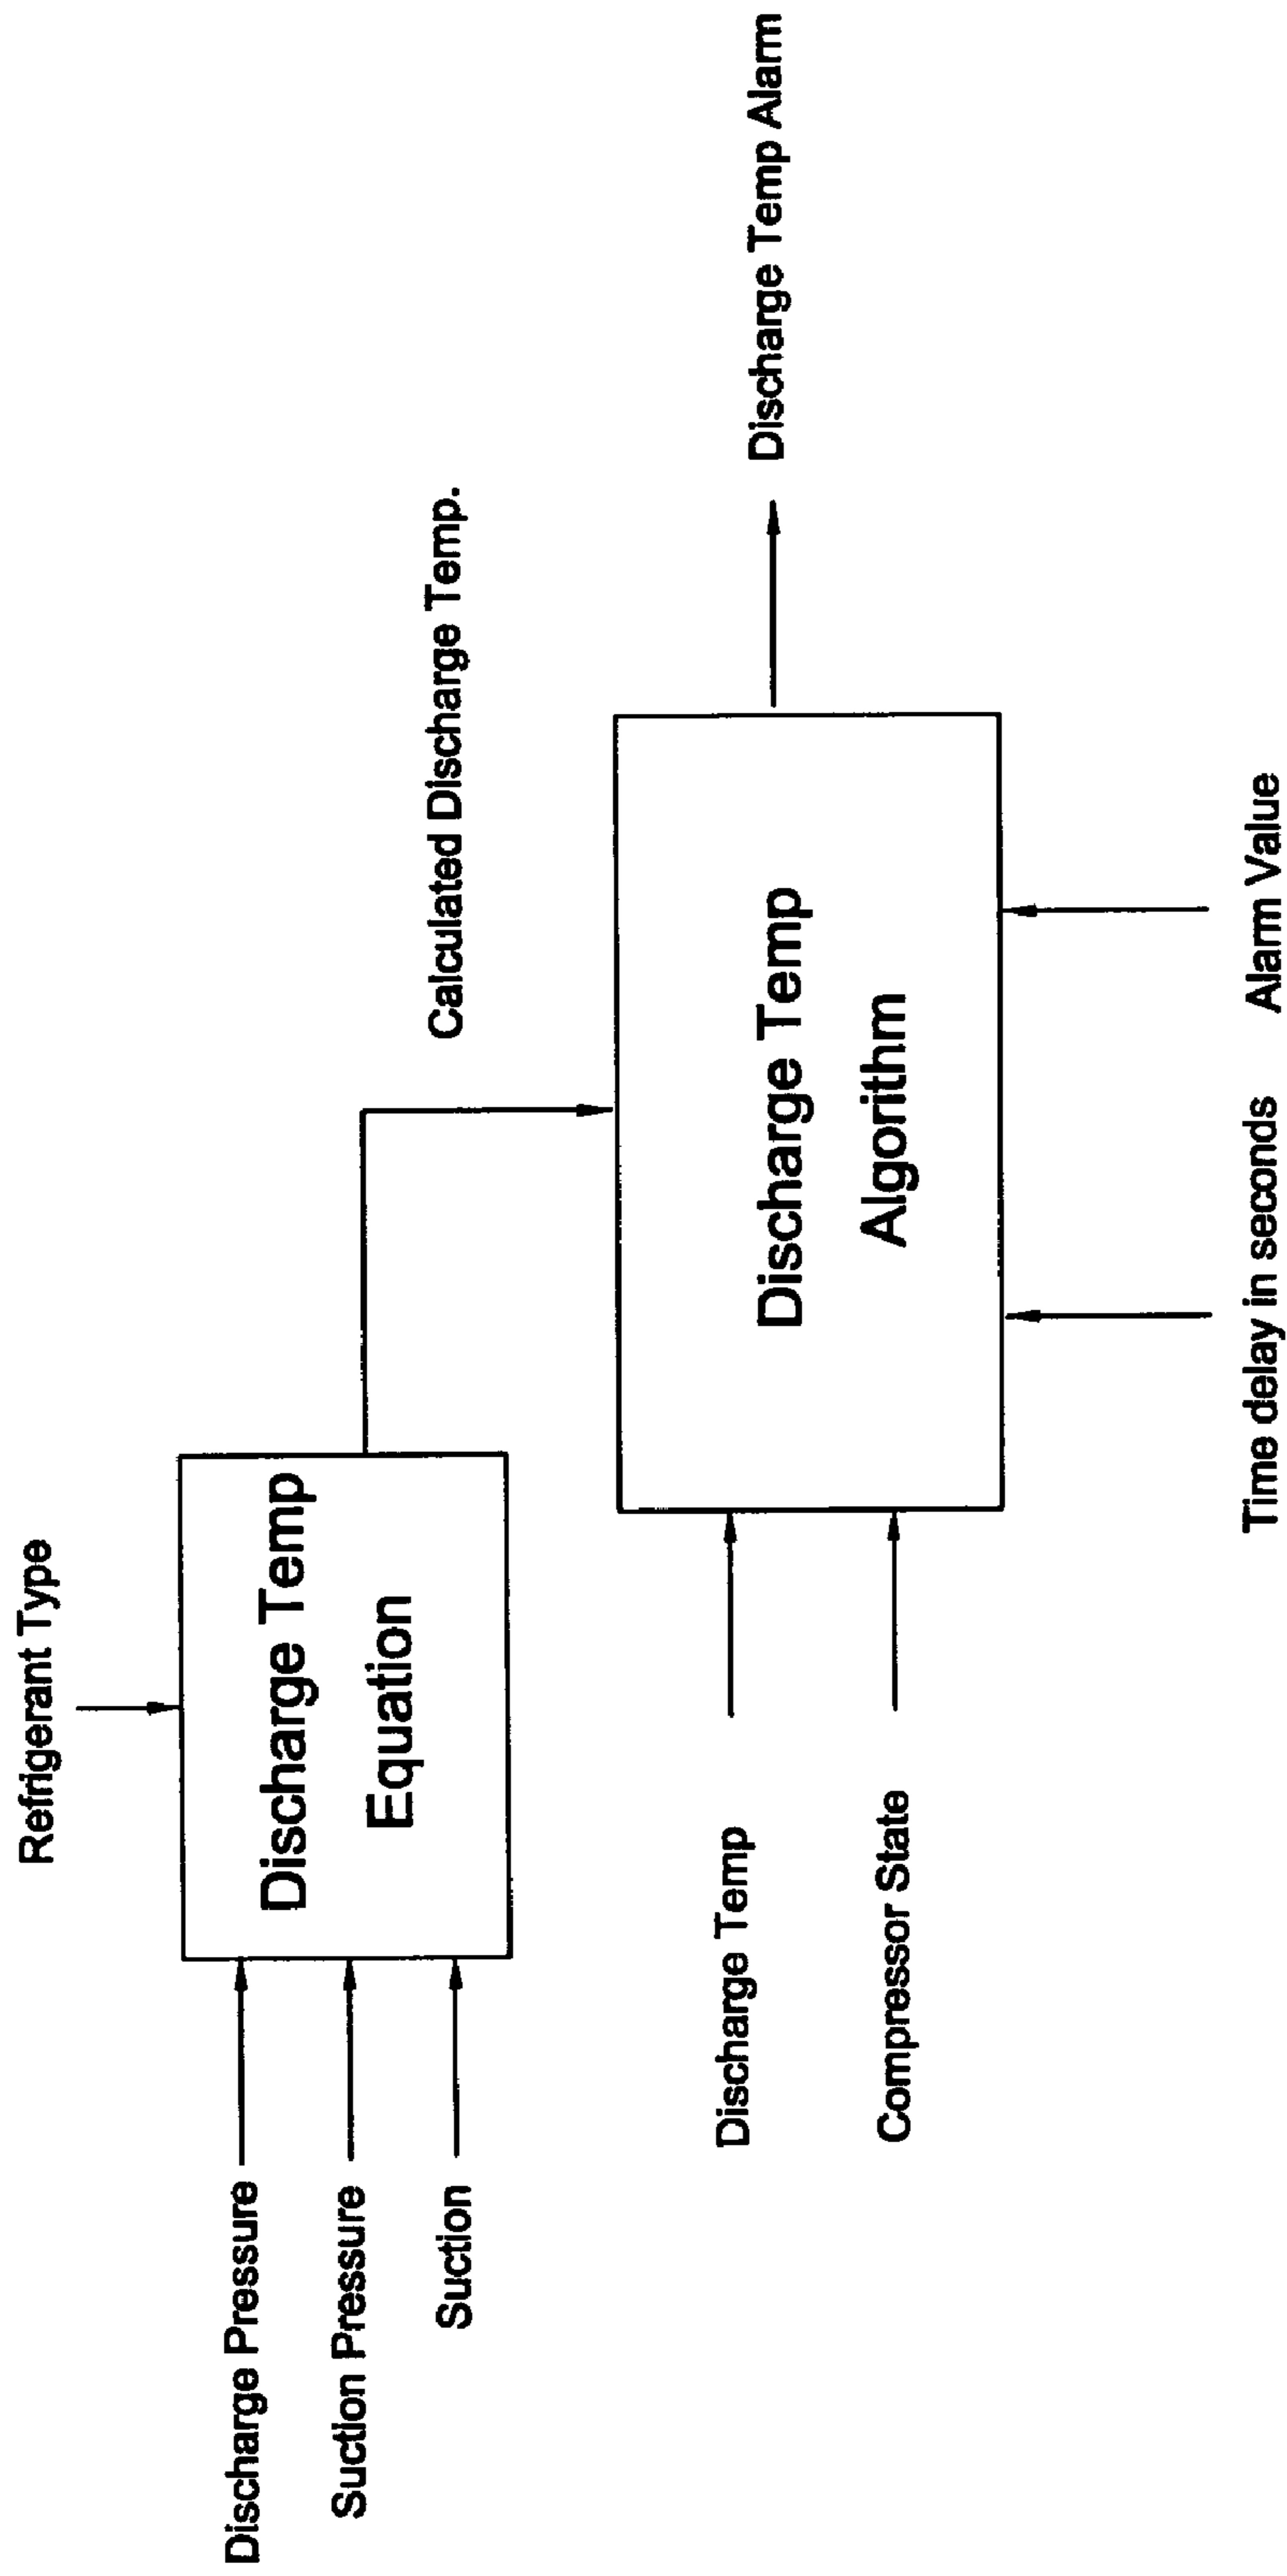 Refrigerant Type
Discharge Pressure
Suction Pressure
Suction
Discharge Temp
Equation
Calculated Discharge Temp.
Discharge Temp
Compressor State
Discharge Temp
Algorithm
Discharge Temp Alarm
Time delay in seconds
Alarm Value